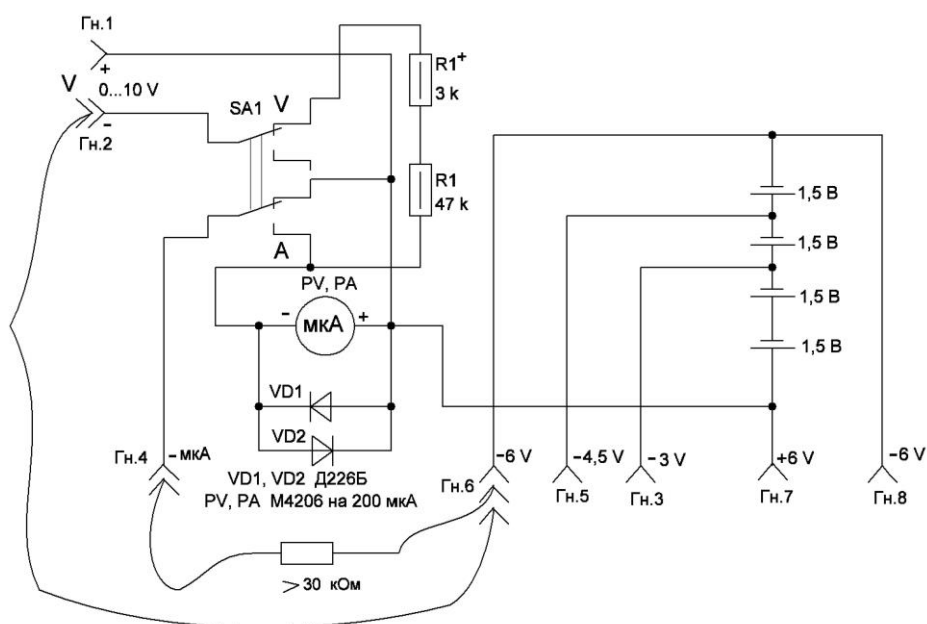 Гн.1
+
0...10 V
V
-
Гн.2
SA1
V
R1+
3 k
R1
47 k
A
PV, PA
- мкА +
VD1
VD2
VD1, VD2 Д226Б
PV, PA М4206 на 200 мкА
Гн.4
-мкА
> 30 кОм
1,5 В
1,5 В
1,5 В
1,5 В
-6 V
Гн.6
-4,5 V
Гн.5
-3 V
Гн.3
+6 V
Гн.7
-6 V
Гн.8